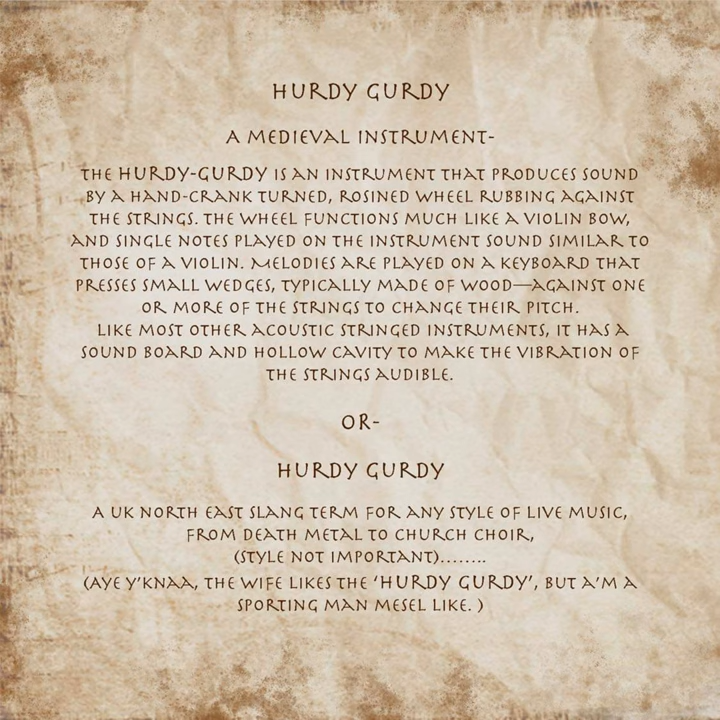 HURDY GURDY
A MEDIEVAL INSTRUMENT-
THE HURDY-GURDY IS AN INSTRUMENT THAT PRODUCES SOUND
BY A HAND-CRANK TURNED, ROSINED WHEEL RUBBING AGAINST
THE STRINGS. THE WHEEL FUNCTIONS MUCH LIKE A VIOLIN BOW,
AND SINGLE NOTES PLAYED ON THE INSTRUMENT SOUND SIMILAR TO
THOSE OF A VIOLIN. MELODIES ARE PLAYED ON A KEYBOARD THAT
PRESSES SMALL WEDGES, TYPICALLY MADE OF WOOD—AGAINST ONE
OR MORE OF THE STRINGS TO CHANGE THEIR PITCH.
LIKE MOST OTHER ACOUSTIC STRINGED INSTRUMENTS, IT HAS A
SOUND BOARD AND HOLLOW CAVITY TO MAKE THE VIBRATION OF
THE STRINGS AUDIBLE.
OR-
HURDY GURDY
A UK NORTH EAST SLANG TERM FOR ANY STYLE OF LIVE MUSIC,
FROM DEATH METAL TO CHURCH CHOIR,
(STYLE NOT IMPORTANT)........
(AYE Y'KNAA, THE WIFE LIKES THE 'HURDY GURDY', BUT A'M A
SPORTING MAN MESEL LIKE. )